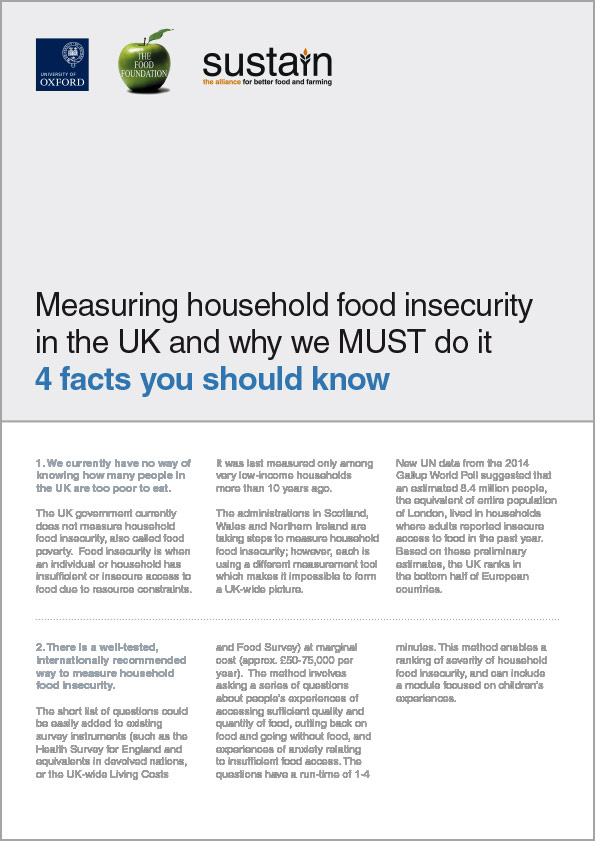 UNIVERSITY OF
OXFORD
THE
FOOD
FOUNDATION
sustain
the alliance for better food and farming
Measuring household food insecurity
in the UK and why we MUST do it
4 facts you should know
1. We currently have no way of
knowing how many people in
the UK are too poor to eat.
The UK government currently
does not measure household
food insecurity, also called food
poverty. Food insecurity is when
an individual or household has
insufficient or insecure access to
food due to resource constraints.
It was last measured only among
very low-income households
more than 10 years ago.
The administrations in Scotland,
Wales and Northern Ireland are
taking steps to measure household
food insecurity; however, each is
using a different measurement tool
which makes it impossible to form
a UK-wide picture.
New UN data from the 2014
Gallup World Poll suggested that
an estimated 8.4 million people,
the equivalent of entire population
of London, lived in households
where adults reported insecure
access to food in the past year.
Based on these preliminary
estimates, the UK ranks in
the bottom half of European
countries.
2. There is a well-tested,
internationally recommended
way to measure household
food insecurity.
The short list of questions could
be easily added to existing
survey instruments (such as the
Health Survey for England and
equivalents in devolved nations,
or the UK-wide Living Costs
and Food Survey) at marginal
cost (approx. £50-75,000 per
year). The method involves
asking a series of questions
about people's experiences of
accessing sufficient quality and
quantity of food, cutting back on
food and going without food, and
experiences of anxiety relating
to insufficient food access. The
questions have a run-time of 1-4
minutes. This method enables a
ranking of severity of household
food insecurity, and can include
a module focused on children's
experiences.